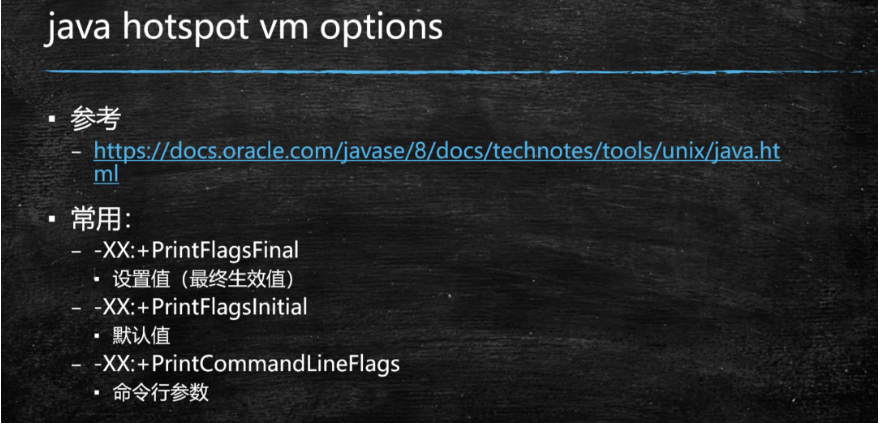 java hotspot vm options
▪ 参考
– https://docs.oracle.com/javase/8/docs/technotes/tools/unix/java.ht
ml
▪ 常用：
– -XX:+PrintFlagsFinal
▪ 设置值（最终生效值）
– -XX:+PrintFlagsInitial
▪ 默认值
– -XX:+PrintCommandLineFlags
▪ 命令行参数